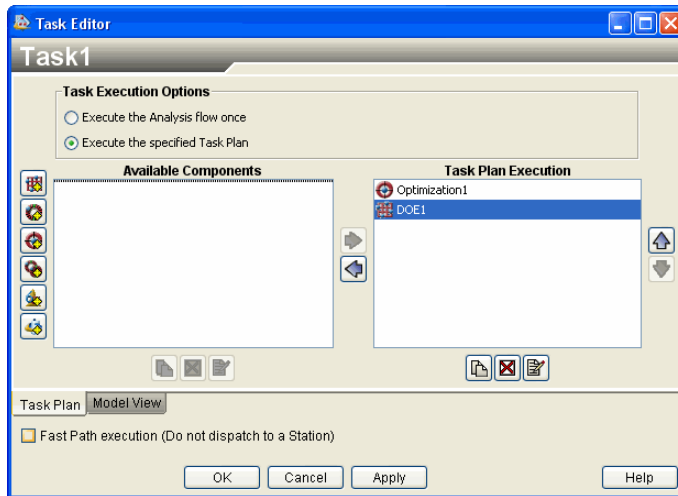 Task Editor
Task1
Task Execution Options
Execute the Analysis flow once
Execute the specified Task Plan
Available Components
Task Plan Execution
Optimization1
DOE1
Task Plan
Model View
Fast Path execution (Do not dispatch to a Station)
OK
Cancel
Apply
Help